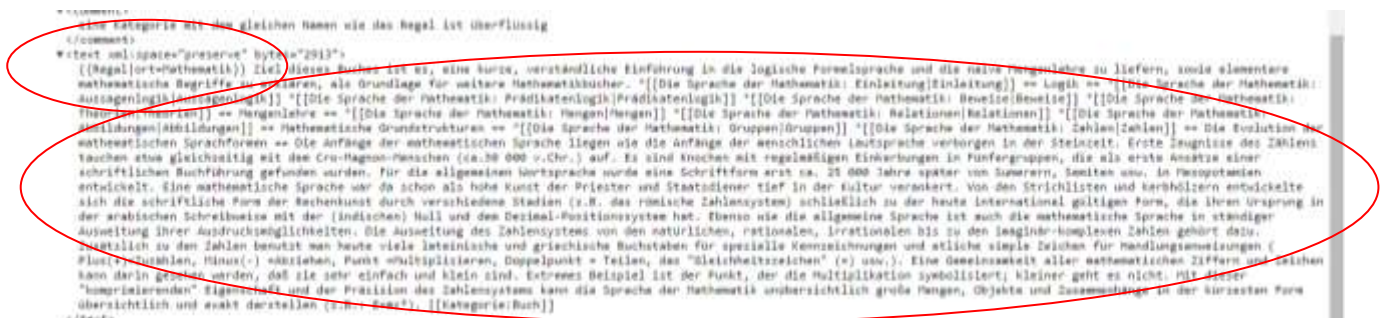 ▼<comment>
eine Kategorie mit dem gleichen Namen wie das Regal ist überflüssig
</comment>
▼<text xml:space="preserve" bytes="2913">
{{Regal|ort=Mathematik}} Ziel dieses Buches ist es, eine kurze, verständliche Einführung in die logische Formelsprache und die naive Mengenlehre zu liefern, sowie elementare
mathematische Begriffe zu erklären, als Grundlage für weitere Mathematikbücher. *[[Die Sprache der Mathematik: Einleitung|Einleitung]] == Logik == *[[Die Sprache der Mathematik:
Aussagenlogik|Aussagenlogik]] *[[Die Sprache der Mathematik: Prädikatenlogik|Prädikatenlogik]] *[[Die Sprache der Mathematik: Beweise|Beweise]] *[[Die Sprache der Mathematik:
]] == Mengenlehre == *[[Die Sprache der Mathematik: Mengen|Mengen]] *[[Die Sprache der Mathematik: Relationen|Relationen]] *[[Die Sprache der Mathematik:
Abbildungen|Abbildungen]] == Mathematische Grundstrukturen == *[[Die Sprache der Mathematik: Gruppen|Gruppen]] *[[Die Sprache der Mathematik: Zahlen|Zahlen]] == Die Evolution der
mathematischen Sprachformen == Die Anfänge der mathematischen Sprache liegen wie die Anfänge der menschlichen Lautsprache verborgen in der Steinzeit. Erste Zeugnisse des Zählens
tauchen etwa gleichzeitig mit dem Cro-Magnon-Menschen (ca.30 000 v.Chr.) auf. Es sind Knochen mit regelmäßigen Einkerbungen in Fünfergruppen, die als erste Ansätze einer
schriftlichen Buchführung gefunden wurden. Für die allgemeinen Wortsprache wurde eine Schriftform erst ca. 25 000 Jahre später von Sumerern, Semiten usw. in Mesopotamien
entwickelt. Eine mathematische Sprache war da schon als hohe Kunst der Priester und Staatsdiener tief in der Kultur verankert. Von den Strichlisten und Kerbhölzern entwickelte
sich die schriftliche Form der Rechenkunst durch verschiedene Stadien (z.B. das römische Zahlensystem) schließlich zu der heute international gültigen Form, die ihren Ursprung in
der arabischen Schreibweise mit der (indischen) Null und dem Dezimal-Positionssystem hat. Ebenso wie die allgemeine Sprache ist auch die mathematische Sprache in ständiger
Ausweitung ihrer Ausdrucksmöglichkeiten. Die Ausweitung des Zahlensystems von den natürlichen, rationalen, irrationalen bis zu den imaginär-komplexen Zahlen gehört dazu.
Zusätzlich zu den Zahlen benutzt man heute viele lateinische und griechische Buchstaben für spezielle Kennzeichnungen und etliche simple Zeichen für Handlungsanweisungen (
Plus(+)=Zuzählen, Minus(-) =Abziehen, Punkt =Multiplizieren, Doppelpunkt = Teilen, das "Gleichheitszeichen" (=) usw.). Eine Gemeinsamkeit aller mathematischen Ziffern und Zeichen
kann darin gesehen werden, daß sie sehr einfach und klein sind. Extremes Beispiel ist der Punkt, der die Multiplikation symbolisiert; kleiner geht es nicht. Mit dieser
"komprimierenden" Eigenschaft und der Präzision des Zahlensystems kann die Sprache der Mathematik unübersichtlich große Mengen, Objekte und Zusammenhänge in der kürzesten Form
übersichtlich und exakt darstellen [[Kategorie:Buch]]